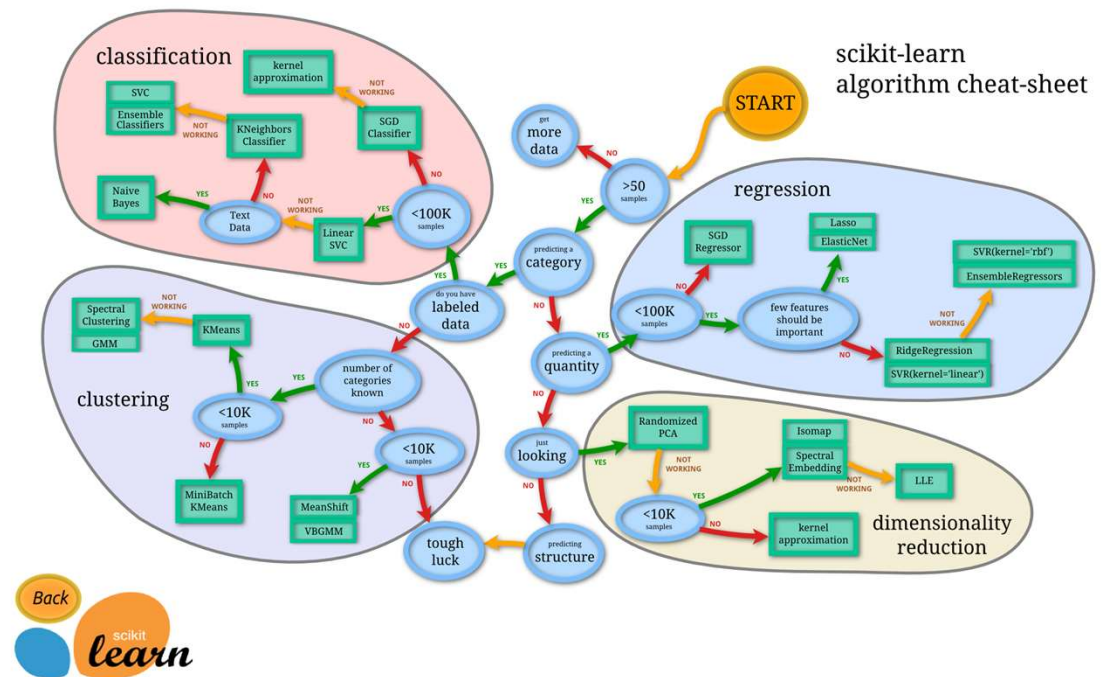 scikit-learn
algorithm cheat-sheet
START
get
more
data
NO
>50
samples
YES
predicting a
category
YES
NO
do you have
labeled
data
YES
NO
predicting a
quantity
YES
NO
just
looking
YES
NO
predicting
structure
tough
luck
classification
kernel
approximation
NOT
WORKING
SGD
Classifier
NO
<100K
samples
YES
Linear
SVC
NOT
WORKING
Text
Data
YES
NO
Naive
Bayes
KNeighbors
Classifier
NOT
WORKING
SVC
Ensemble
Classifiers
regression
SGD
Regressor
NO
<100K
samples
YES
few features
should be
important
YES
NO
Lasso
ElasticNet
RidgeRegression
SVR(kernel='linear')
NOT
WORKING
SVR(kernel='rbf')
EnsembleRegressors
clustering
number of
categories
known
YES
NO
<10K
samples
YES
NO
KMeans
NOT
WORKING
Spectral
Clustering
GMM
MiniBatch
KMeans
<10K
samples
YES
NO
MeanShift
VBGMM
dimensionality
reduction
Randomized
PCA
NOT
WORKING
<10K
samples
YES
NO
Isomap
Spectral
Embedding
NOT
WORKING
LLE
kernel
approximation
Back
scikit
learn